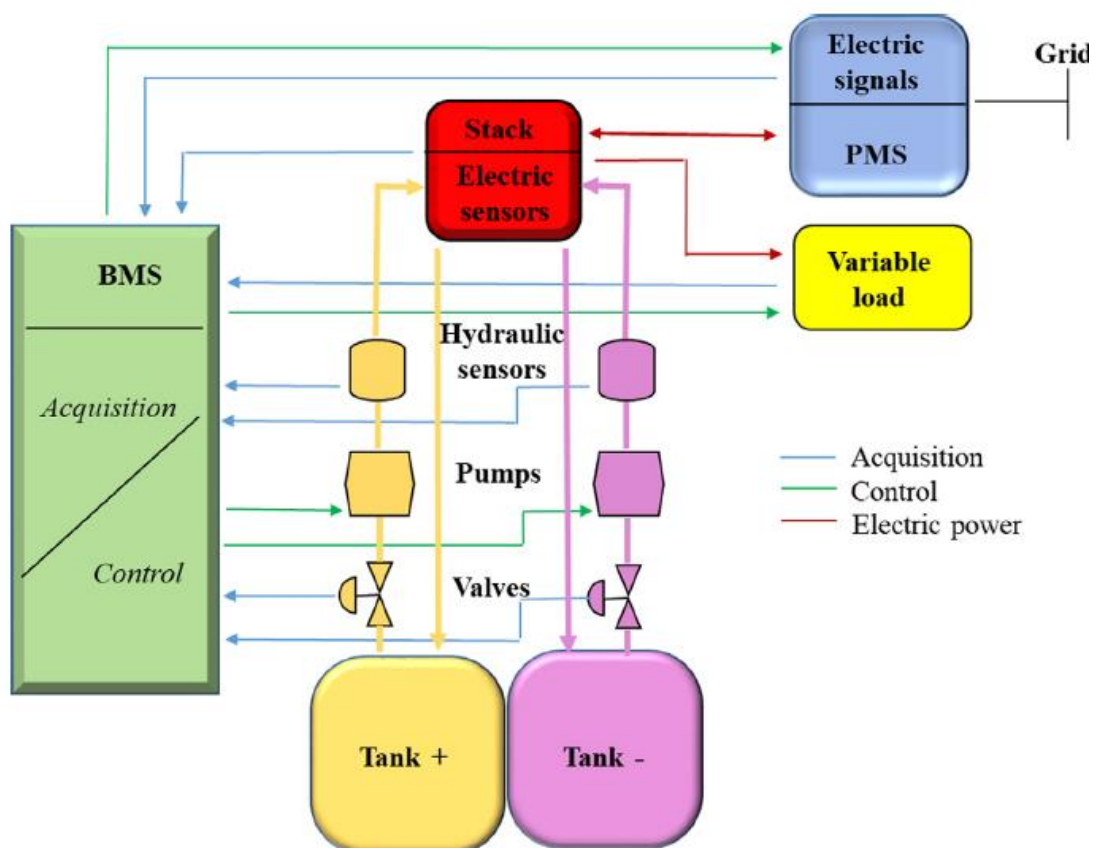 Electric
signals
Grid
Stack
PMS
Electric
sensors
BMS
Variable
load
Hydraulic
sensors
Acquisition
Pumps
Acquisition
Control
Electric power
Control
Valves
Tank +
Tank -